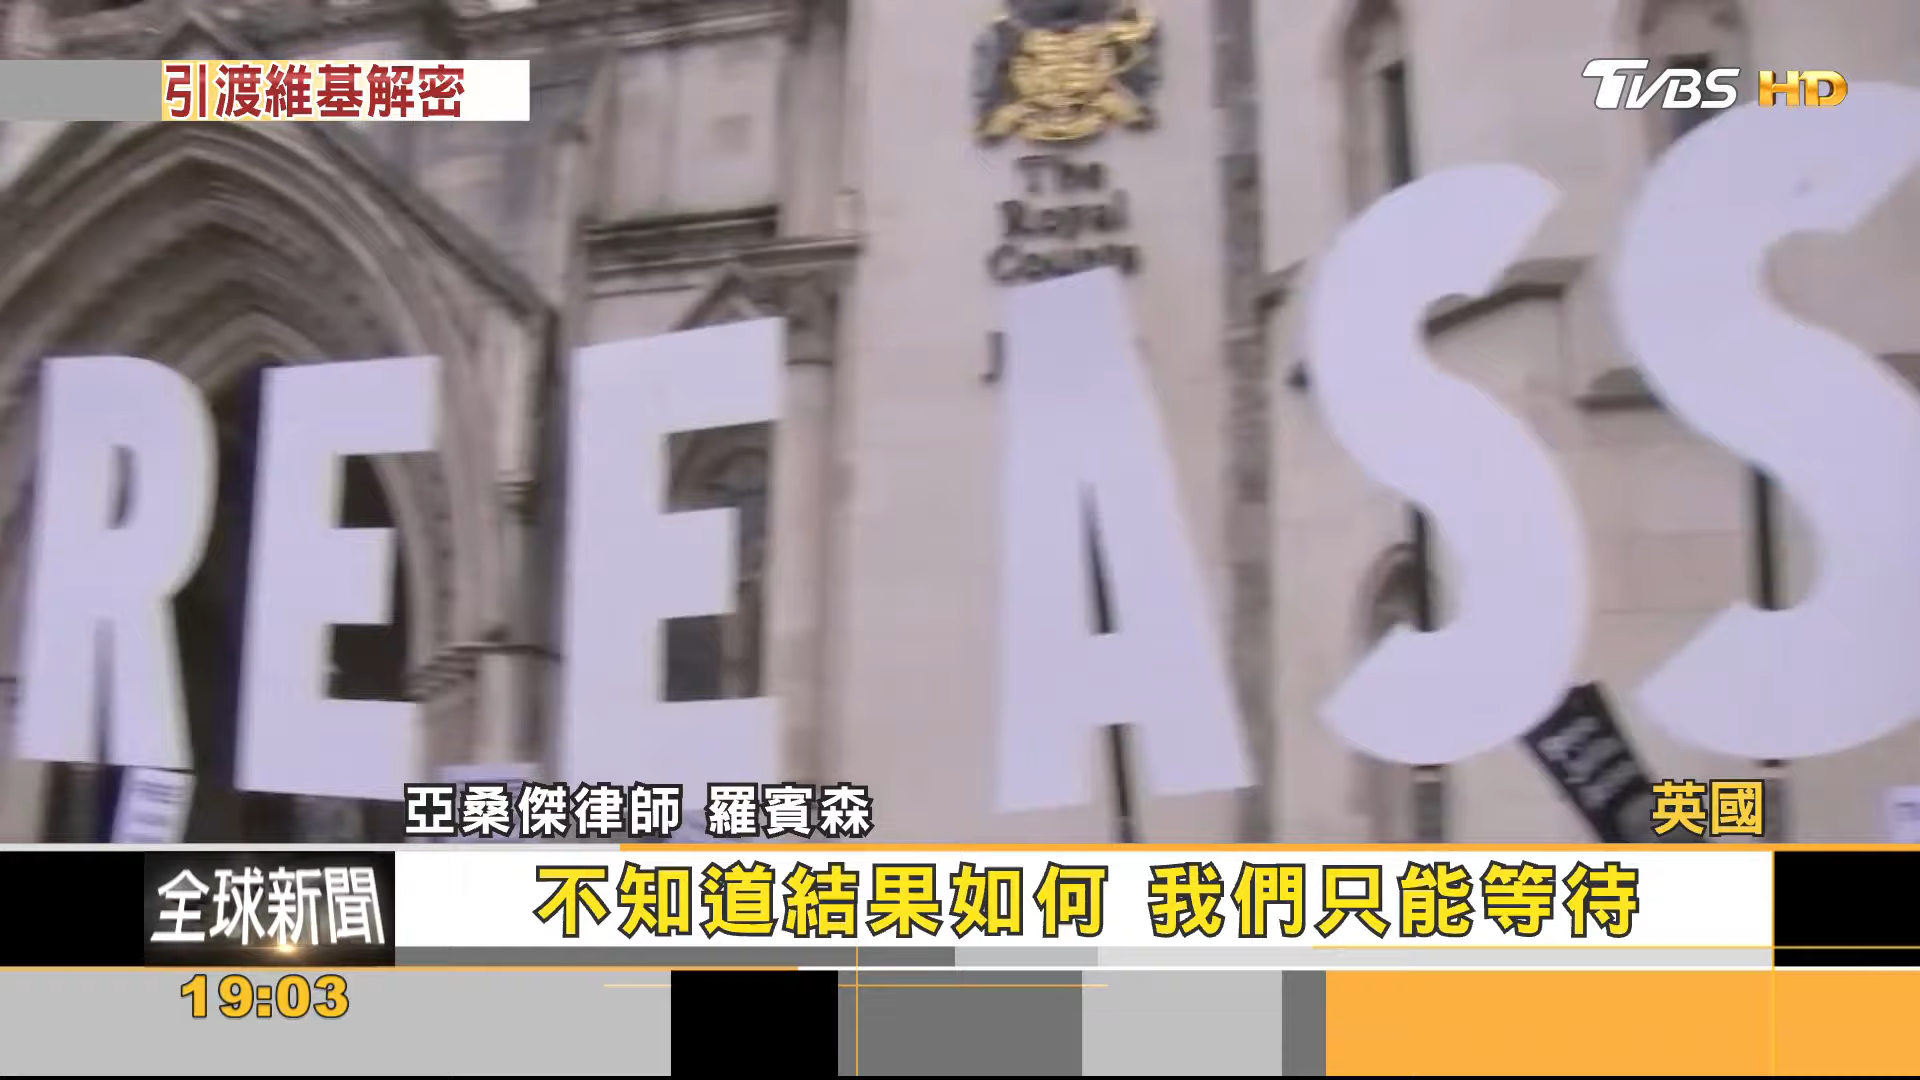 引渡維基解密
TVBS HD
The
Royal
Courts
J
REE ASS
亞桑傑律師 羅賓森
英國
全球新聞
不知道結果如何 我們只能等待
19:03